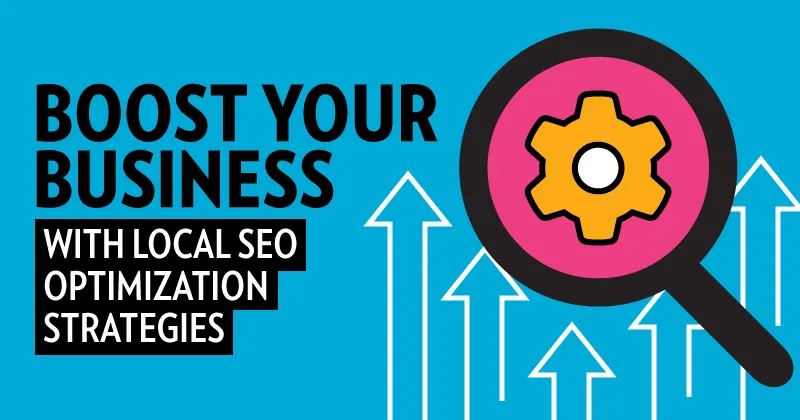 BOOST YOUR
BUSINESS
WITH LOCAL SEO
OPTIMIZATION
STRATEGIES